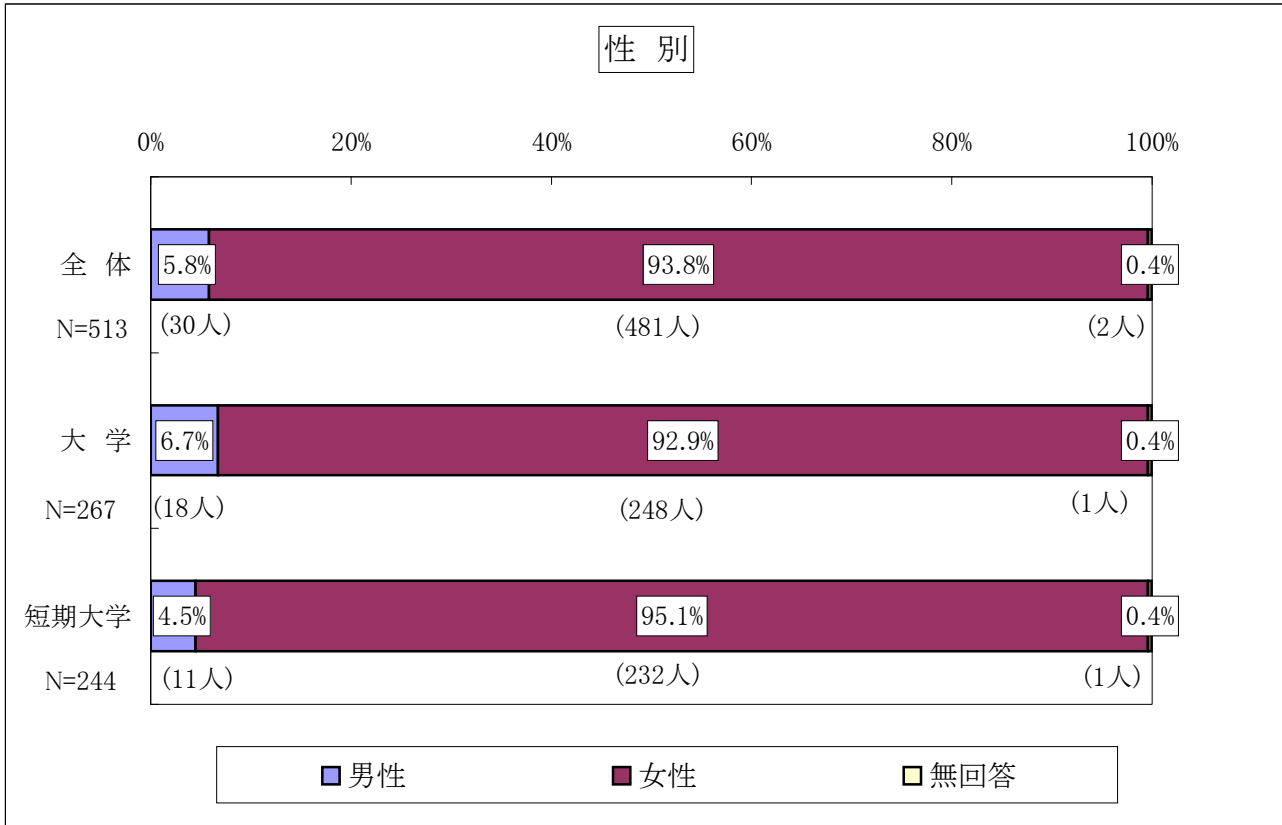 性 別
0% 20% 40% 60% 80% 100%
全 体 5.8% 93.8% 0.4%
N=513 (30人) (481人) (2人)
大 学 6.7% 92.9% 0.4%
N=267 (18人) (248人) (1人)
短期大学 4.5% 95.1% 0.4%
N=244 (11人) (232人) (1人)
男性 女性 無回答